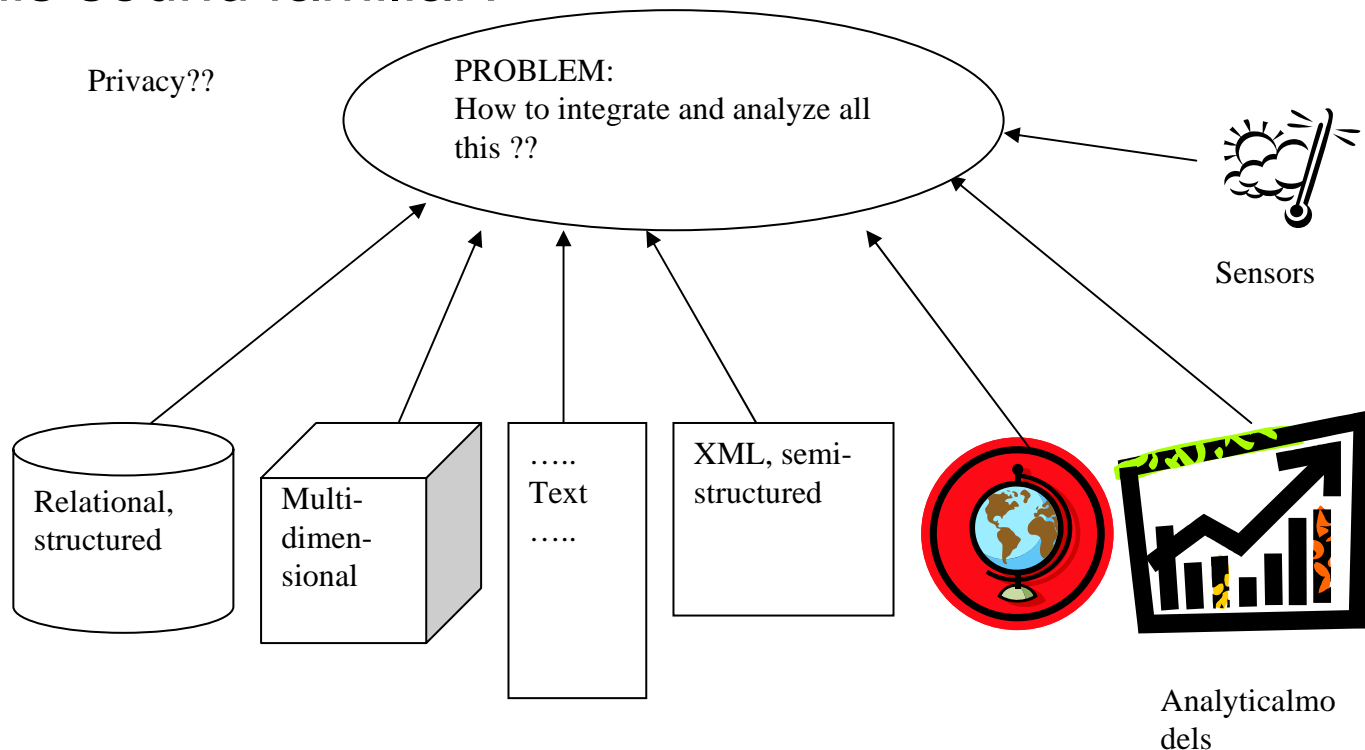 Privacy??
PROBLEM:
How to integrate and analyze all
this ??
Sensors
Relational,
structured
Multi-
dimen-
sional
…..
Text
…..
XML, semi-
structured
Analyticalmo
dels